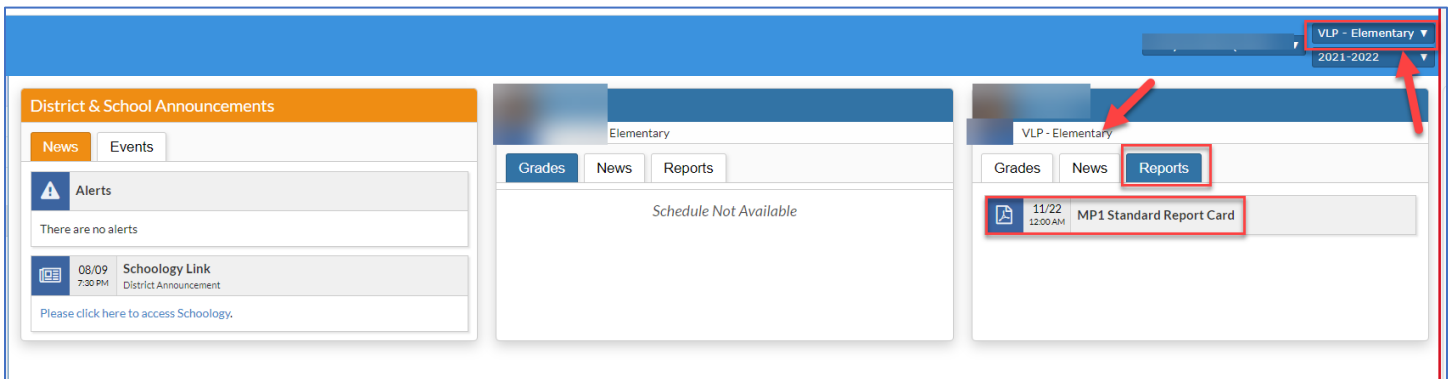 VLP - Elementary ▼
2021-2022 ▼
District & School Announcements
News Events
Alerts
There are no alerts
08/09
7:30 PM
Schoology Link
District Announcement
Please click here to access Schoology.
Elementary
Grades News Reports
Schedule Not Available
VLP - Elementary
Grades News Reports
11/22
12:00 AM
MP1 Standard Report Card